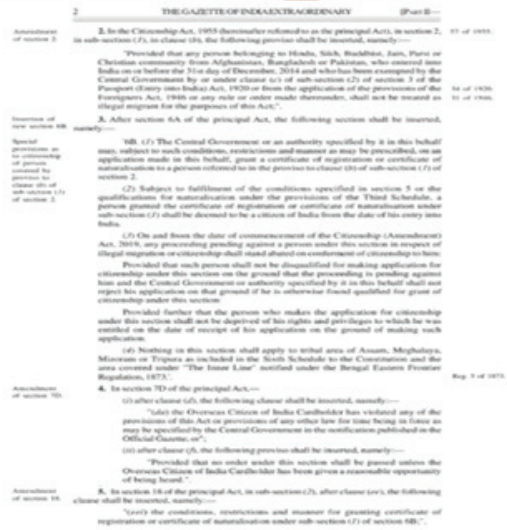 2 THE GAZETTE OF INDIA EXTRAORDINARY [PART II—
Amendment of section 2.
2. In the Citizenship Act, 1955 (hereinafter referred to as the principal Act), in section 2,
57 of 1955.
in sub-section (1), in clause (b), the following proviso shall be inserted, namely:—
"Provided that any person belonging to Hindu, Sikh, Buddhist, Jain, Parsi or
Christian community from Afghanistan, Bangladesh or Pakistan, who entered into
India on or before the 31st day of December, 2014 and who has been exempted by the
Central Government by or under clause (c) of sub-section (2) of section 3 of the
Passport (Entry into India) Act, 1920 or from the application of the provisions of the
34 of 1920.
Foreigners Act, 1946 or any rule or order made thereunder, shall not be treated as
31 of 1946.
illegal migrant for the purposes of this Act;".
Insertion of new section 6B.
3. After section 6A of the principal Act, the following section shall be inserted,
namely:—
Special provisions as to citizenship of person covered by proviso to clause (b) of sub-section (1) of section 2.
'6B. (1) The Central Government or an authority specified by it in this behalf
may, subject to such conditions, restrictions and manner as may be prescribed, on an
application made in this behalf, grant a certificate of registration or certificate of
naturalisation to a person referred to in the proviso to clause (b) of sub-section (1) of
section 2.
(2) Subject to fulfilment of the conditions specified in section 5 or the
qualifications for naturalisation under the provisions of the Third Schedule, a
person granted the certificate of registration or certificate of naturalisation under
sub-section (1) shall be deemed to be a citizen of India from the date of his entry into
India.
(3) On and from the date of commencement of the Citizenship (Amendment)
Act, 2019, any proceeding pending against a person under this section in respect of
illegal migration or citizenship shall stand abated on conferment of citizenship to him:
Provided that such person shall not be disqualified for making application for
citizenship under this section on the ground that the proceeding is pending against
him and the Central Government or authority specified by it in this behalf shall not
reject his application on that ground if he is otherwise found qualified for grant of
citizenship under this section:
Provided further that the person who makes the application for citizenship
under this section shall not be deprived of his rights and privileges to which he was
entitled on the date of receipt of his application on the ground of making such
application.
(4) Nothing in this section shall apply to tribal area of Assam, Meghalaya,
Mizoram or Tripura as included in the Sixth Schedule to the Constitution and the
area covered under "The Inner Line" notified under the Bengal Eastern Frontier
Regulation, 1873.'.
Reg. 5 of 1873.
Amendment of section 7D.
4. In section 7D of the principal Act,—
(i) after clause (d), the following clause shall be inserted, namely:—
"(da) the Overseas Citizen of India Cardholder has violated any of the
provisions of this Act or provisions of any other law for time being in force as
may be specified by the Central Government in the notification published in the
Official Gazette; or";
(ii) after clause (f), the following proviso shall be inserted, namely:—
"Provided that no order under this section shall be passed unless the
Overseas Citizen of India Cardholder has been given a reasonable opportunity
of being heard.".
Amendment of section 18.
5. In section 18 of the principal Act, in sub-section (2), after clause (ee), the following
clause shall be inserted, namely:—
"(eei) the conditions, restrictions and manner for granting certificate of
registration or certificate of naturalisation under sub-section (1) of section 6B;".